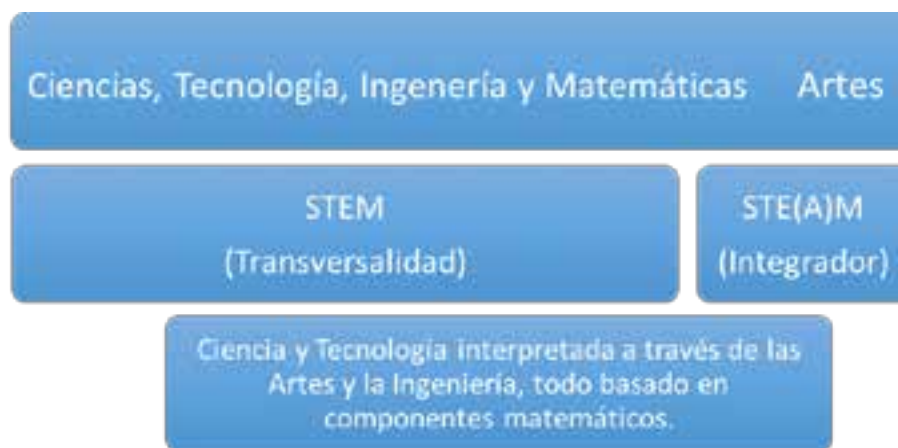 Ciencias, Tecnología, Ingenería y Matemáticas Artes
STEM
(Transversalidad)
STE(A)M
(Integrador)
Ciencia y Tecnología interpretada a través de las
Artes y la Ingeniería, todo basado en
componentes matemáticos.